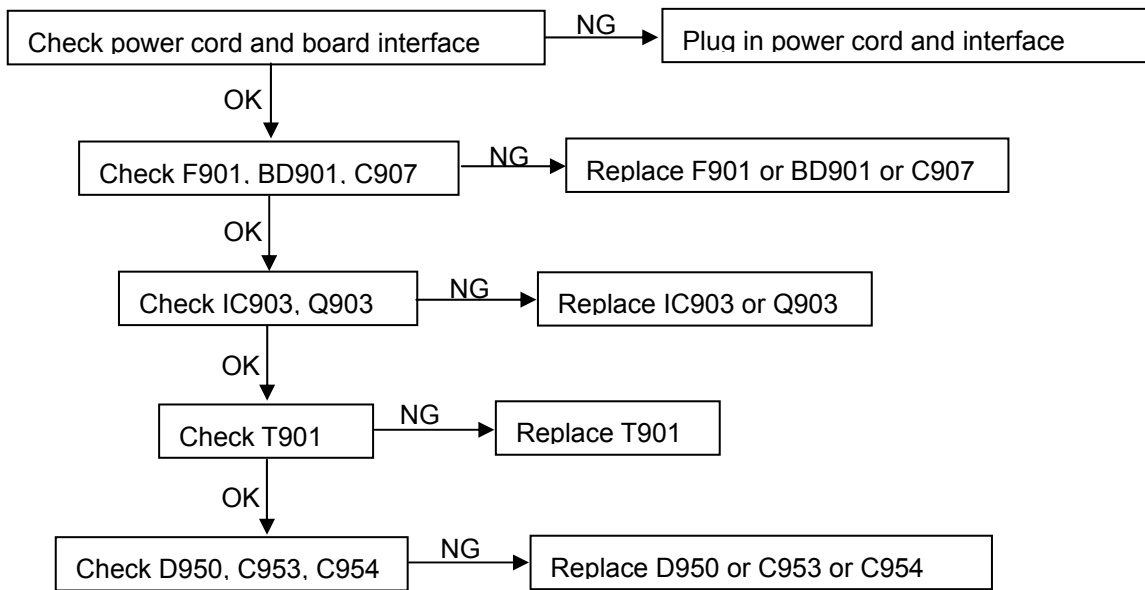 Check power cord and board interface
NG
Plug in power cord and interface
OK
Check F901, BD901, C907
NG
Replace F901 or BD901 or C907
OK
Check IC903, Q903
NG
Replace IC903 or Q903
OK
Check T901
NG
Replace T901
OK
Check D950, C953, C954
NG
Replace D950 or C953 or C954